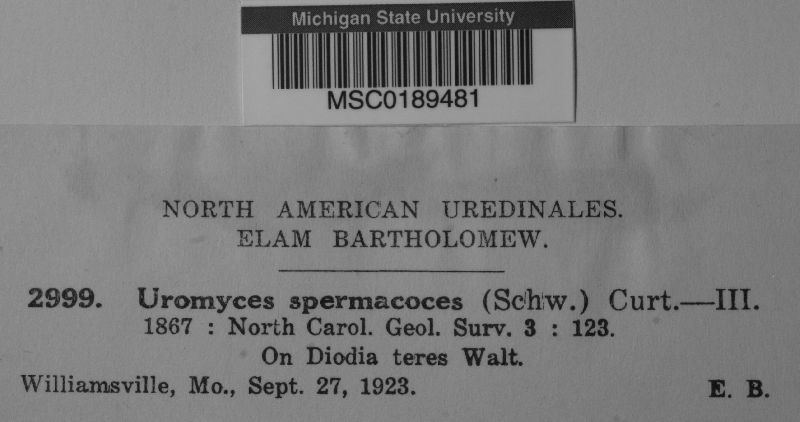 Michigan State University
MSC0189481
NORTH AMERICAN UREDINALES.
ELAM BARTHOLOMEW.
2999. Uromyces spermacoces (Schw.) Curt.—III.
1867 : North Carol. Geol. Surv. 3 : 123.
On Diodia teres Walt.
Williamsville, Mo., Sept. 27, 1923. E. B.